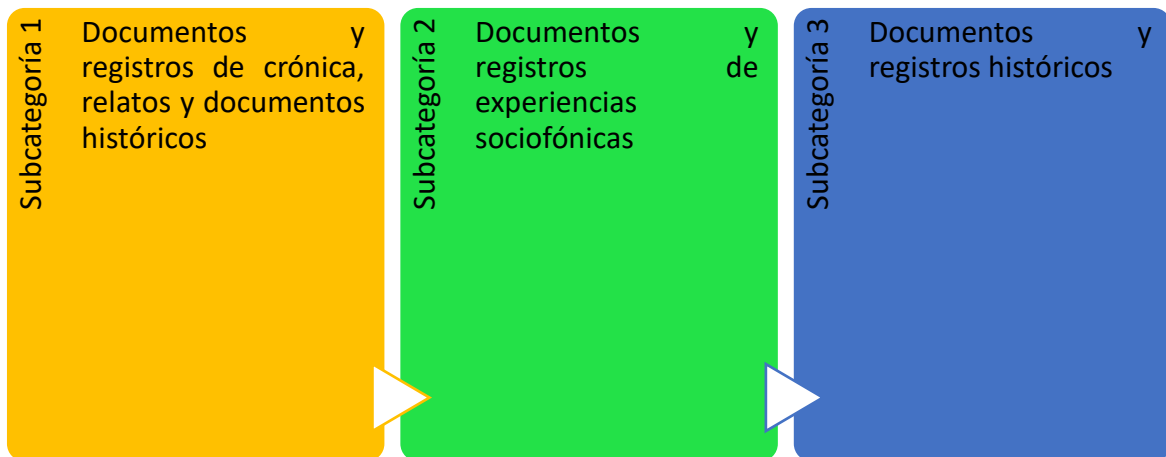 Subcategoría 1
Documentos y
registros de crónica,
relatos y documentos
históricos
Subcategoría 2
Documentos y
registros de
experiencias
sociofónicas
Subcategoría 3
Documentos y
registros históricos